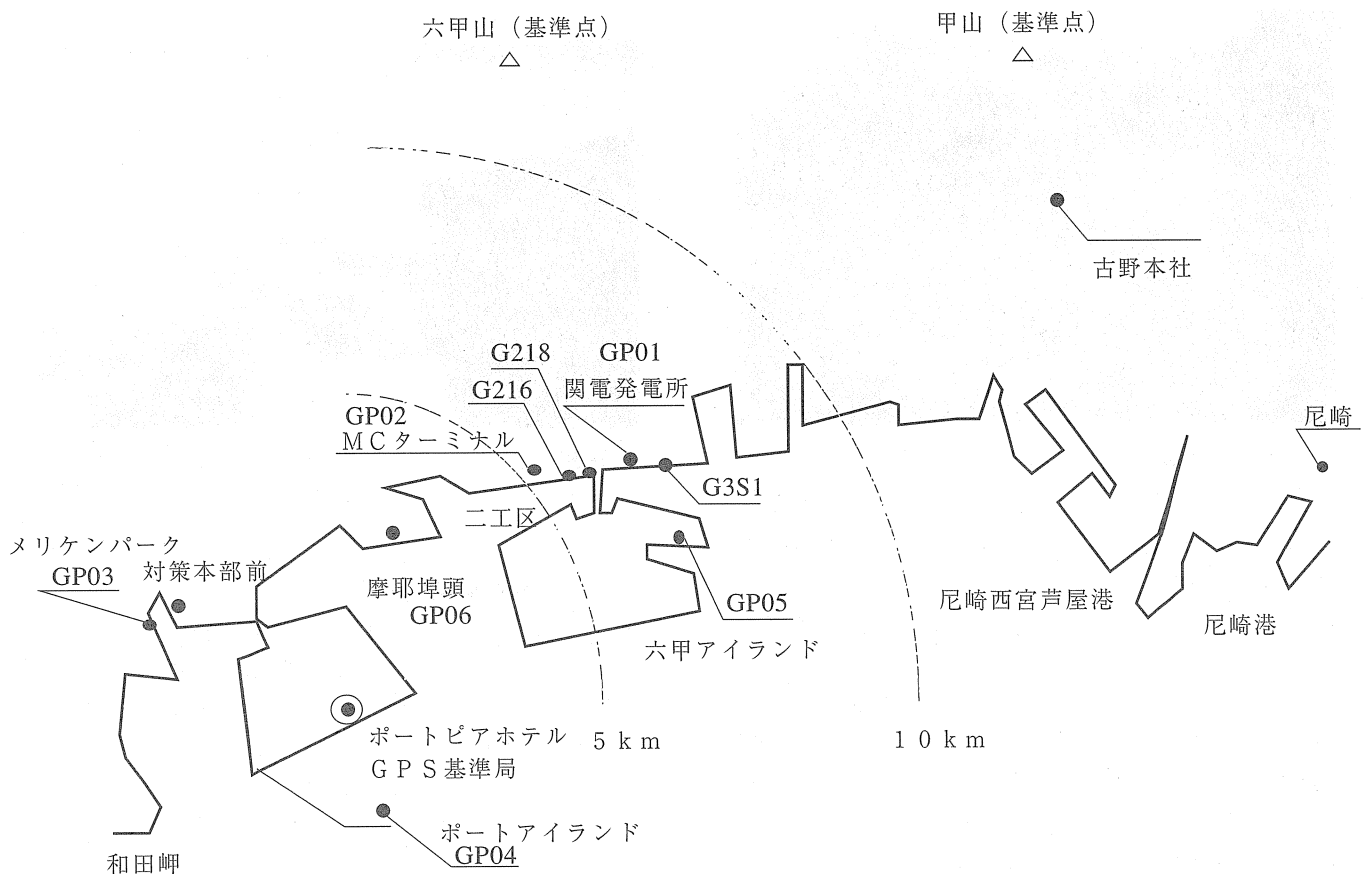 六甲山（基準点）
甲山（基準点）
古野本社
G218
GP01
関電発電所
G216
GP02
ＭＣターミナル
尼崎
G3S1
二工区
メリケンパーク
GP03
対策本部前
摩耶埠頭
GP06
GP05
六甲アイランド
尼崎西宮芦屋港
尼崎港
ポートピアホテル
ＧＰＳ基準局
５ｋｍ
１０ｋｍ
ポートアイランド
GP04
和田岬